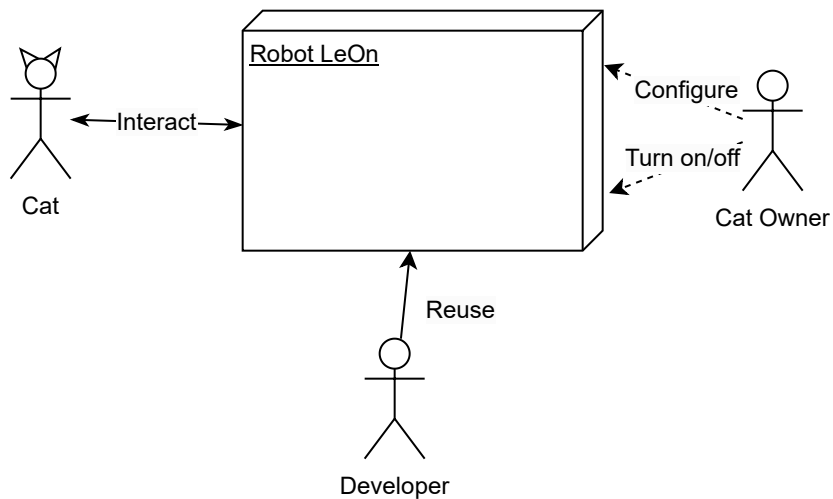 Robot LeOn
Configure
Interact
Turn on/off
Cat
Cat Owner
Reuse
Developer